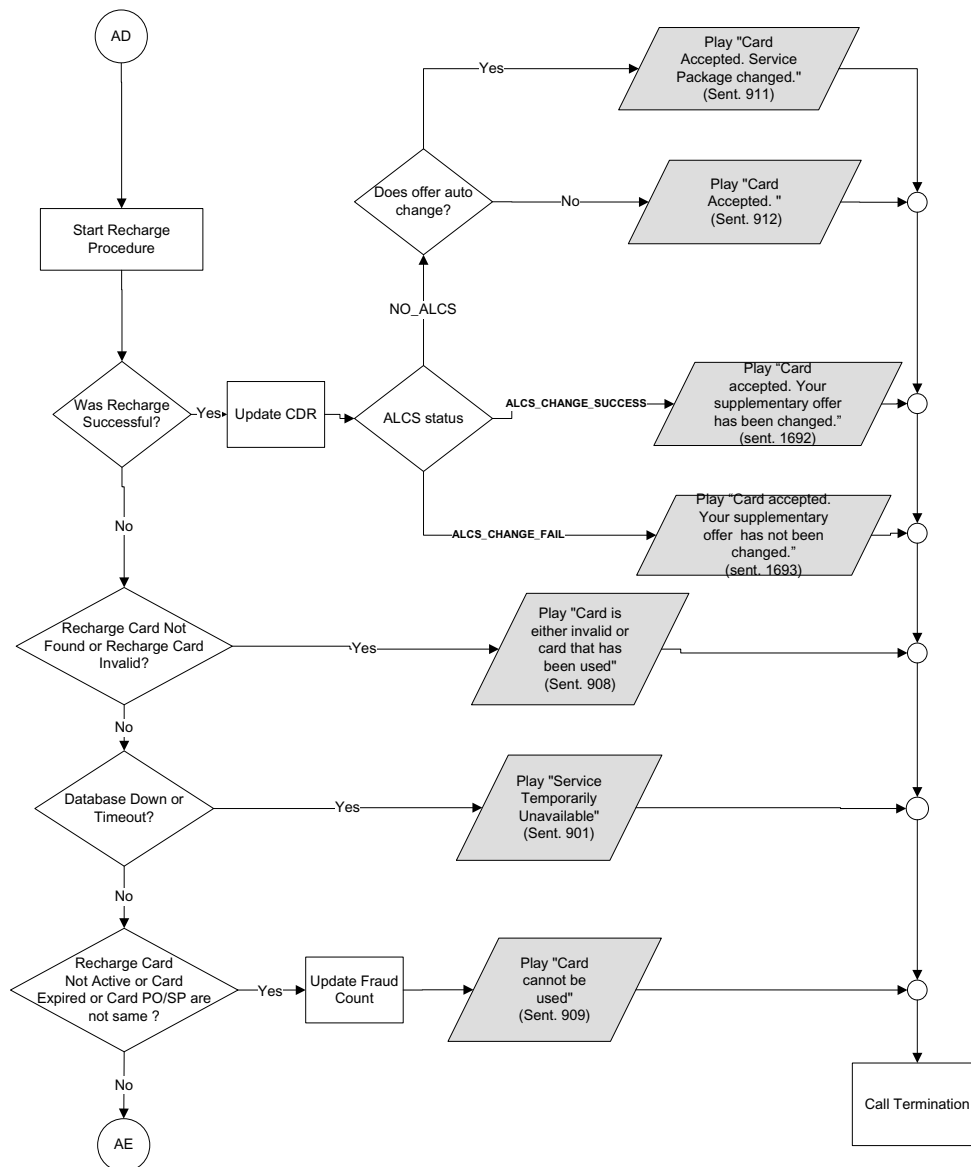 AD
Start Recharge
Procedure
Was Recharge
Successful?
Yes
Update CDR
ALCS status
NO_ALCS
Does offer auto
change?
Yes
Play "Card
Accepted. Service
Package changed."
(Sent. 911)
No
Play "Card
Accepted. "
(Sent. 912)
ALCS_CHANGE_SUCCESS
Play “Card
accepted. Your
supplementary offer
has been changed.”
(sent. 1692)
ALCS_CHANGE_FAIL
Play “Card accepted.
Your supplementary
offer has not been
changed.”
(sent. 1693)
No
Recharge Card Not
Found or Recharge Card
Invalid?
Yes
Play "Card is
either invalid or
card that has
been used"
(Sent. 908)
No
Database Down or
Timeout?
Yes
Play "Service
Temporarily
Unavailable"
(Sent. 901)
No
Recharge Card
Not Active or Card
Expired or Card PO/SP are
not same ?
Yes
Update Fraud
Count
Play "Card
cannot be
used"
(Sent. 909)
No
AE
Call Termination